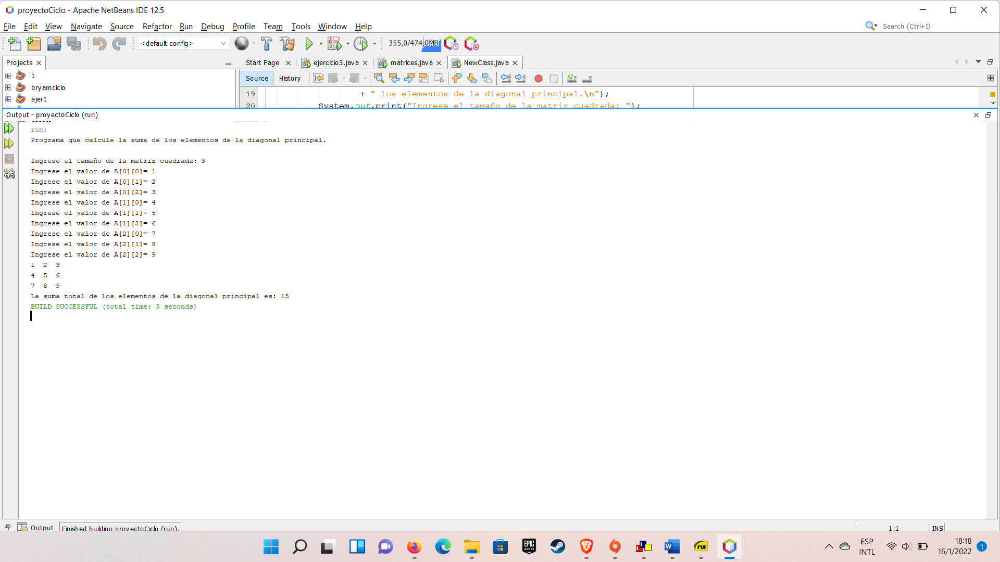 proyectoCiclo - Apache NetBeans IDE 12.5
File Edit View Navigate Source Refactor Run Debug Profile Team Tools Window Help
Search (Ctrl+I)
<default config>
355,0/474,0MB
Projects
Start Page
ejercicio3.java
matrices.java
NewClass.java
1
bryamciclo
ejer1
Source History
19 + " los elementos de la diagonal principal.\n");
20 System.out.print("Ingrese el tamaño de la matriz cuadrada: ");
Output - proyectoCiclo (run)
run:
Programa que calcule la suma de los elementos de la diagonal principal.
Ingrese el tamaño de la matriz cuadrada: 3
Ingrese el valor de A[0][0]= 1
Ingrese el valor de A[0][1]= 2
Ingrese el valor de A[0][2]= 3
Ingrese el valor de A[1][0]= 4
Ingrese el valor de A[1][1]= 5
Ingrese el valor de A[1][2]= 6
Ingrese el valor de A[2][0]= 7
Ingrese el valor de A[2][1]= 8
Ingrese el valor de A[2][2]= 9
1 2 3
4 5 6
7 8 9
La suma total de los elementos de la diagonal principal es: 15
BUILD SUCCESSFUL (total time: 5 seconds)
Output
Finished building proyectoCiclo (run).
1:1
INS
EPIC
GAMES
W
PDF
ESP
INTL
18:18
16/1/2022
1